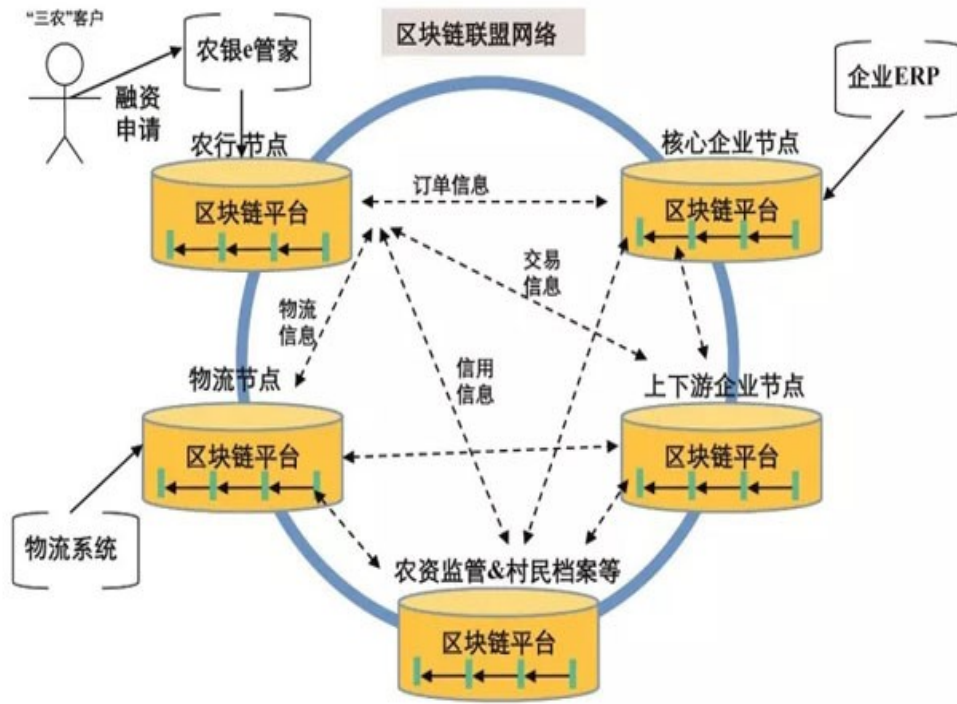 “三农”客户
区块链联盟网络
农银e管家
企业ERP
融资
申请
农行 节点
核心企业节点
订单信息
区块链平台
区块链平台
交易
信息
物流
信息
信用
信息
物流节点
上下游企业节点
区块链平台
区块链平台
物流系统
农资监管&村民档案等
区块链平台